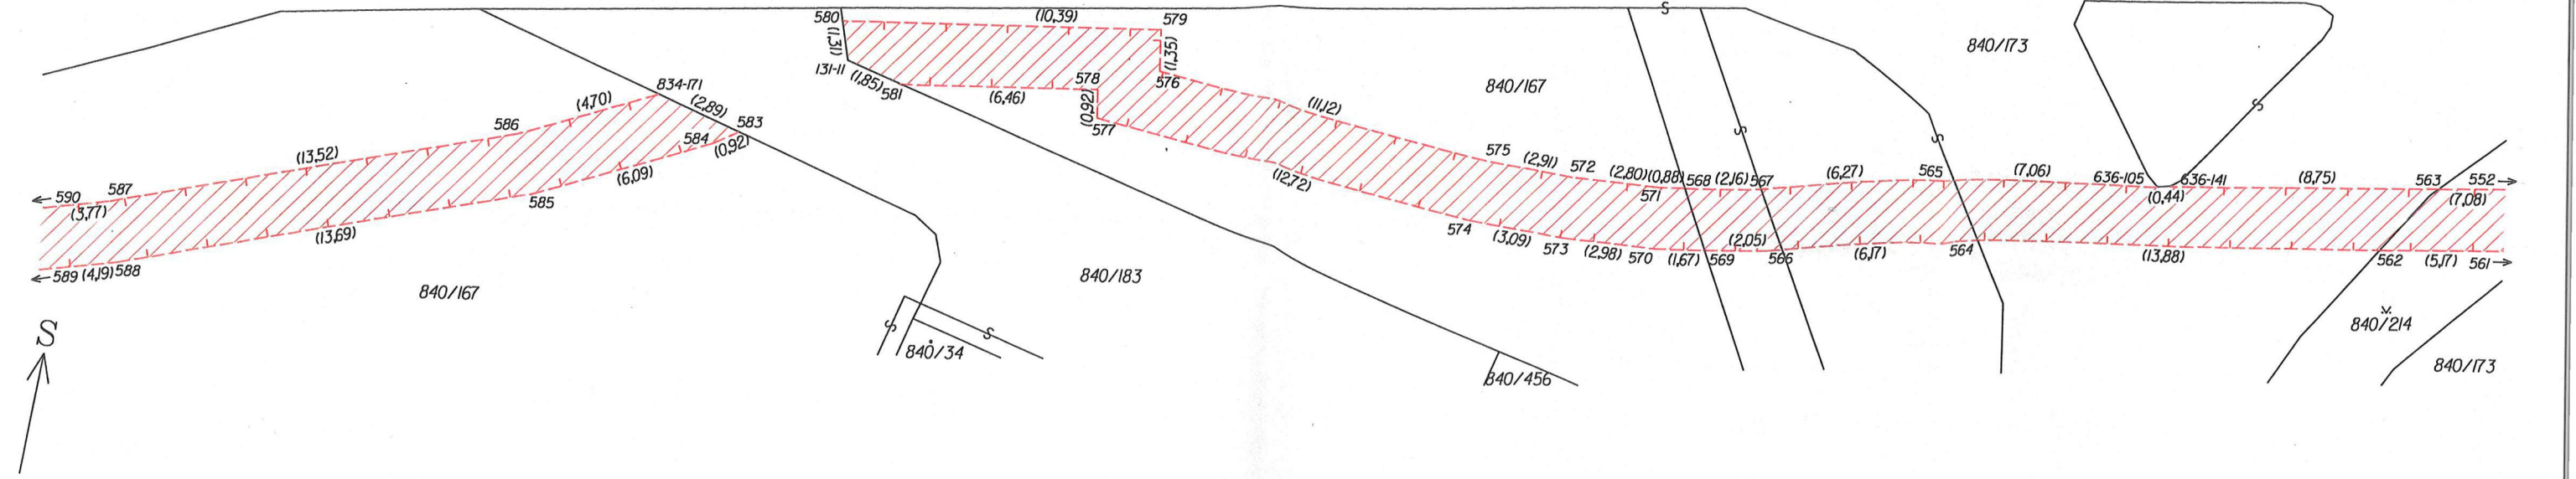 580 (10,39) 579
(1,31) (1,35)
131-11 (1,85) 581 (6,46) 578 576
(0,92) 577
834-171 (2,89) 583
(4,70) 584 (0,92)
586 (13,52) (6,09)
590 587 585
(3,77) (13,69)
589 (4,19) 588
840/167
S
840/34
S
S
840/183
840/456
(11,12)
(12,72)
840/167
S
S
840/173
S
S
575 (2,91) 572 (2,80) (0,88) 568 (2,16) 567 (6,27) 565 (7,06) 636-105 636-141 (8,75) 563 552
571 (0,44) (7,08)
574 (3,09) 573 (2,98) 570 (1,67) 569 (2,05) 566 (6,17) 564 (13,88) 562 (5,17) 561
840/214
840/173